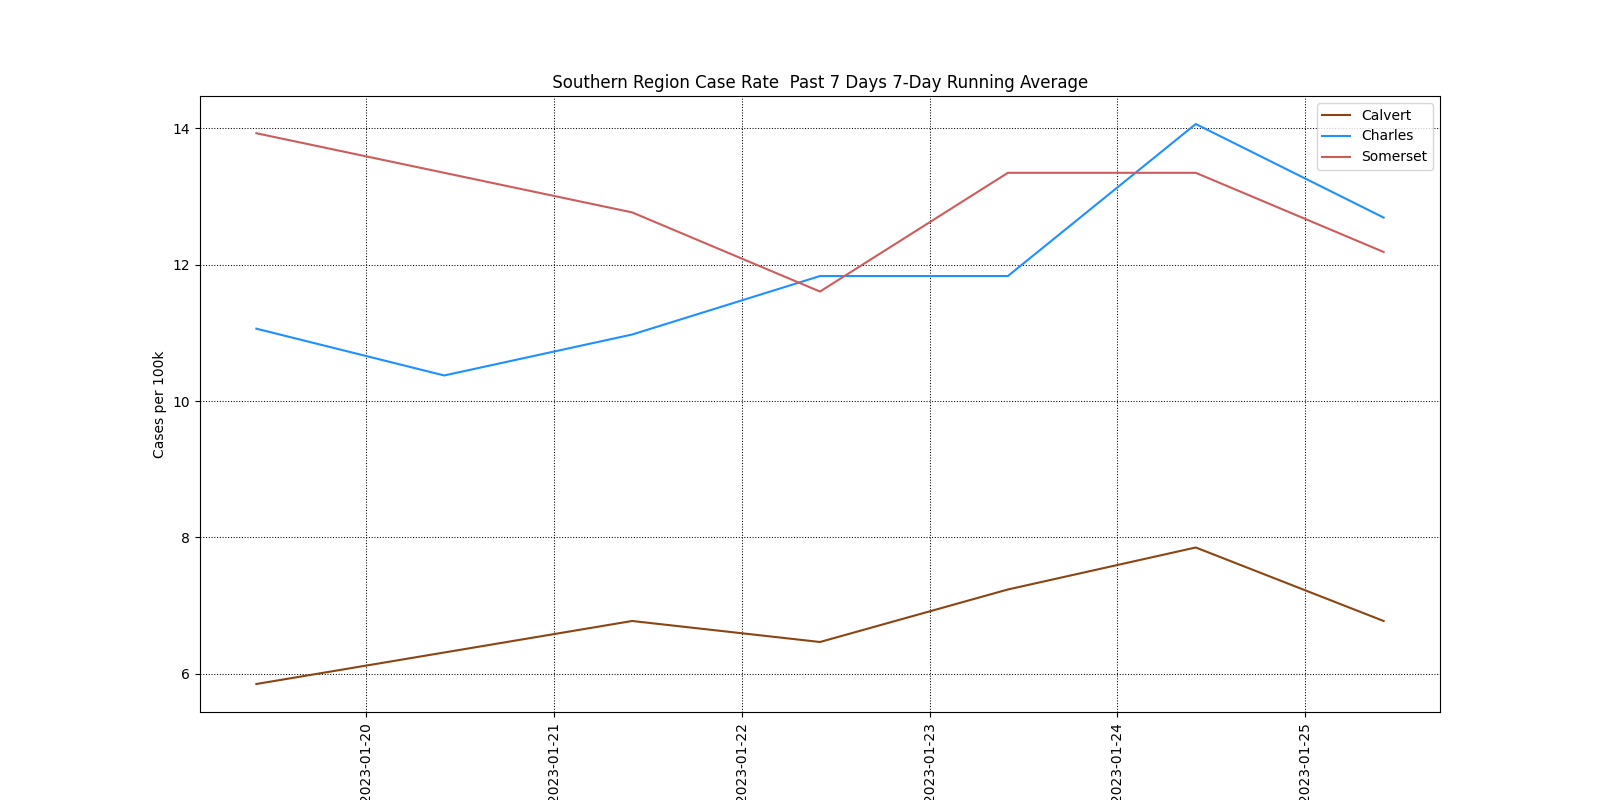 Southern Region Case Rate  Past 7 Days 7-Day Running Average
Calvert
Charles
Somerset
Cases per 100k
14
12
10
8
6
2023-01-20
2023-01-21
2023-01-22
2023-01-23
2023-01-24
2023-01-25